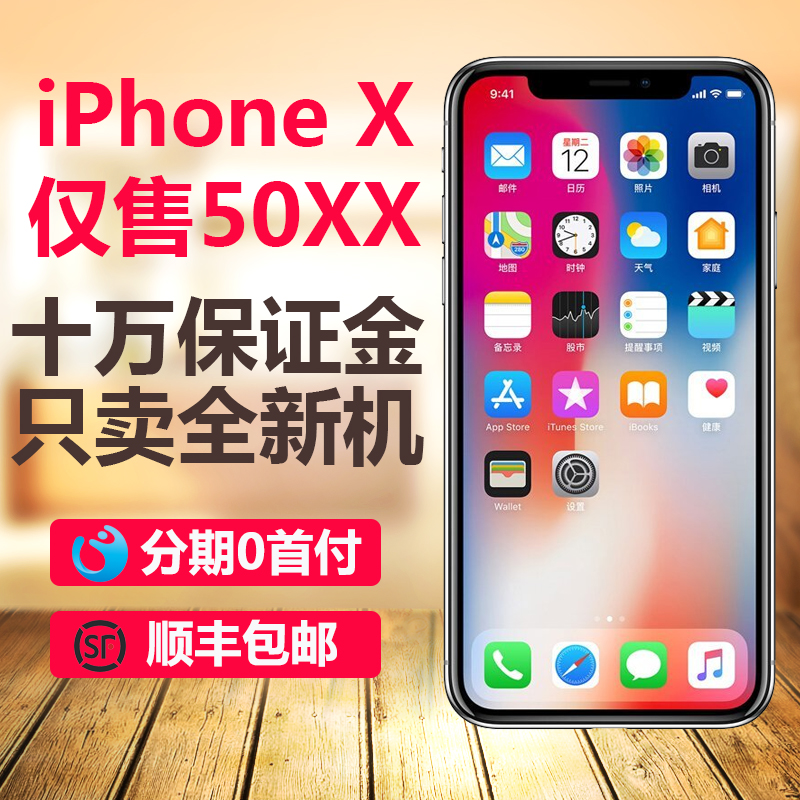 iPhone X
仅售50XX
十万保证金
只卖全新机
分期0首付
SF 顺丰包邮
9:41
星期二
12
邮件 日历 照片 相机
280
地图 时钟 天气 家庭
备忘录 股市 提醒事项 视频
App Store iTunes Store iBooks 健康
Wallet 设置